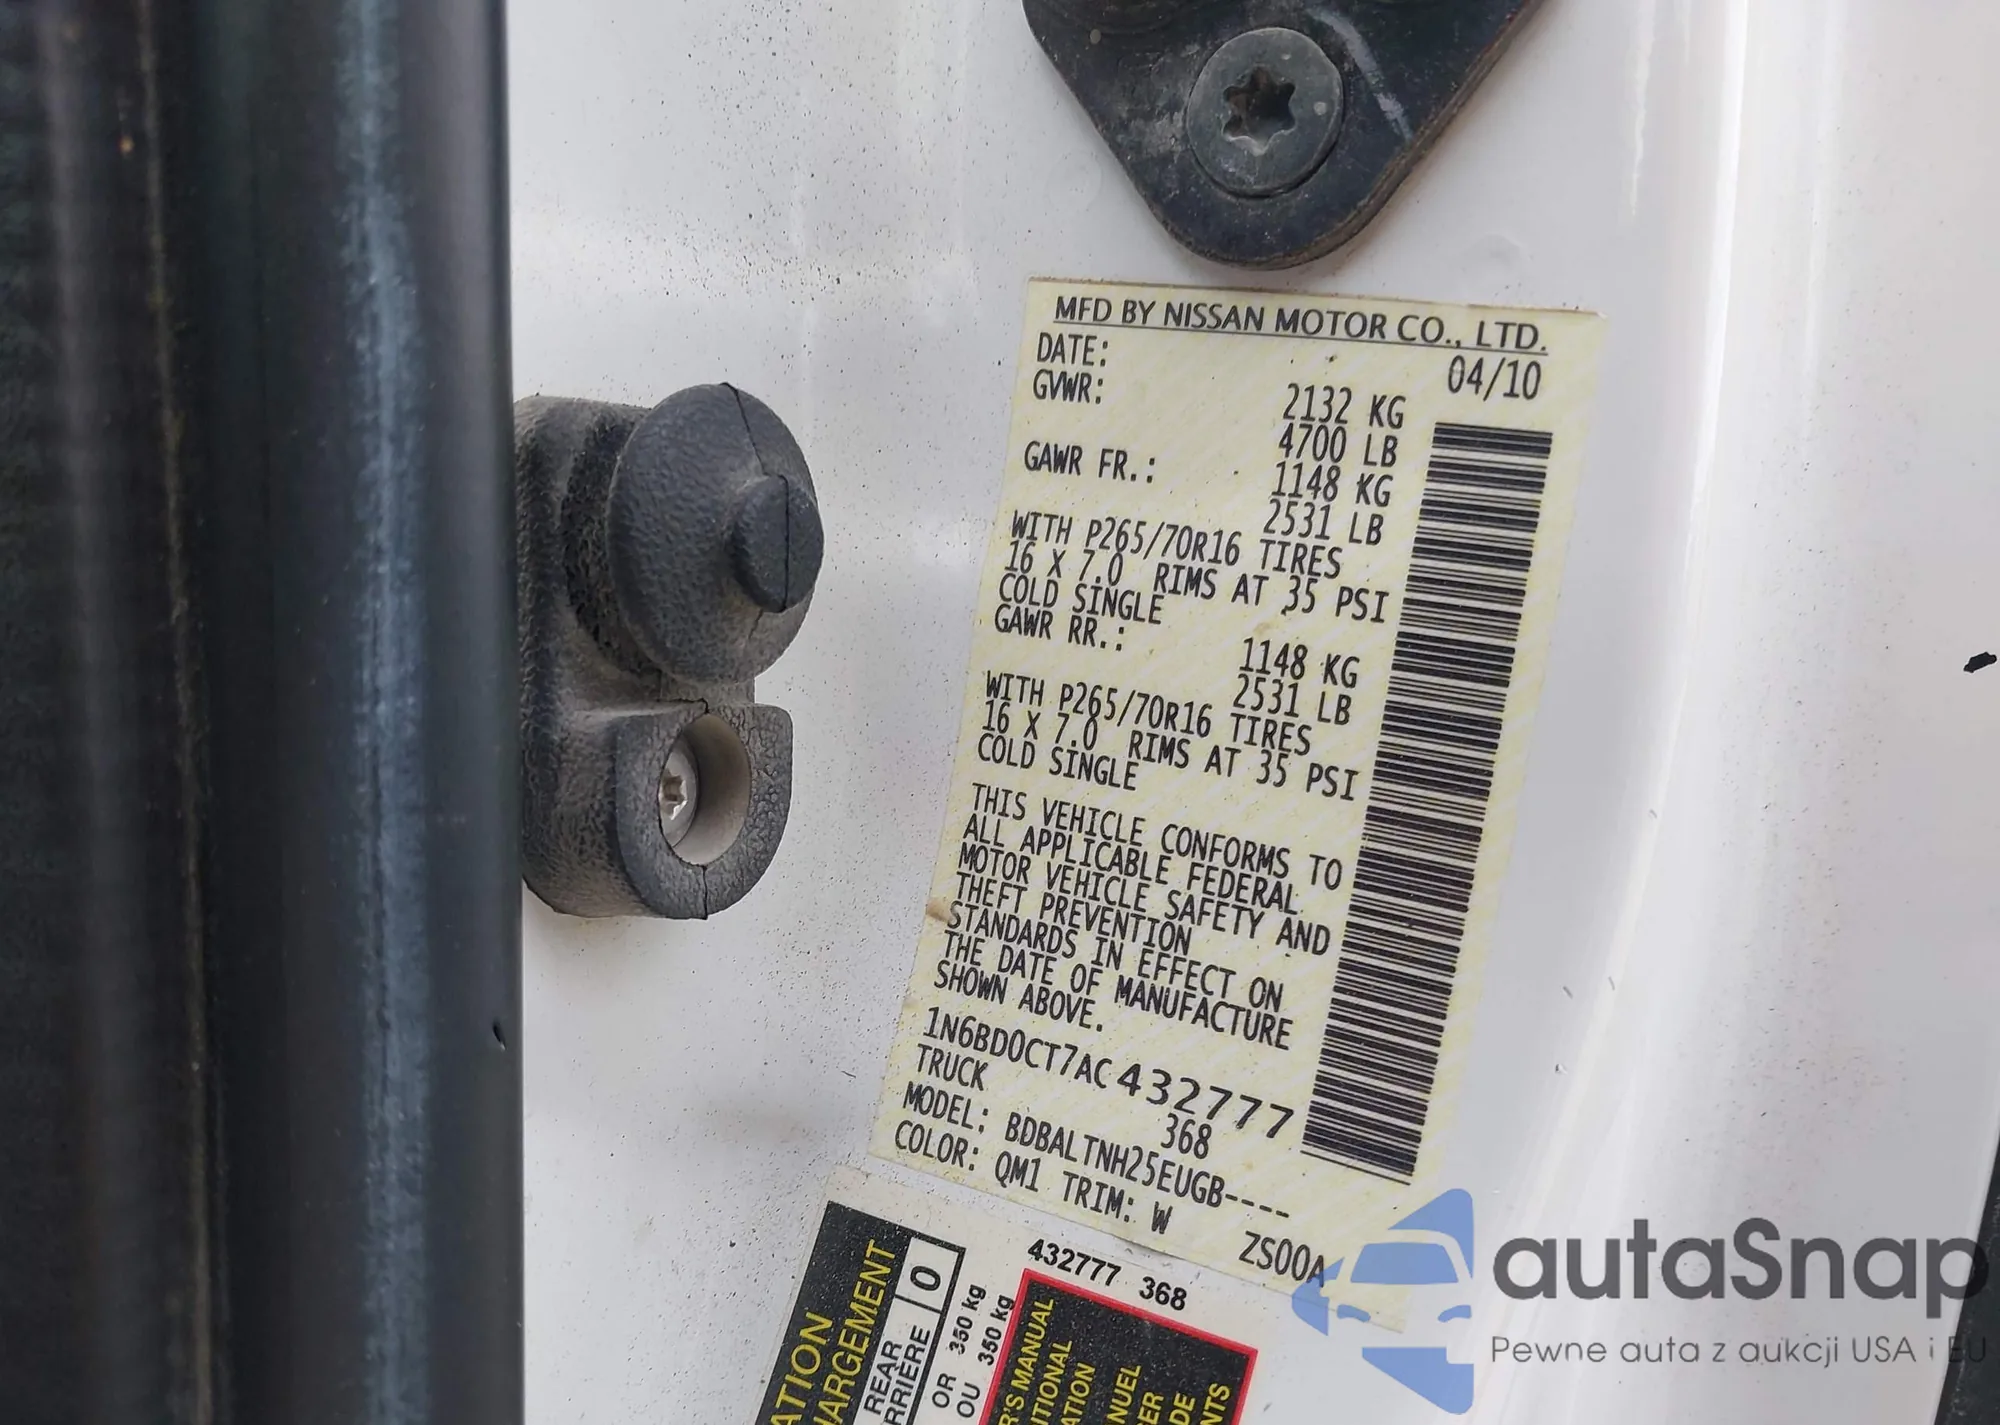 MFD BY NISSAN MOTOR CO., LTD.
DATE: 04/10
GVWR: 2132 KG
4700 LB
GAWR FR.: 1148 KG
2531 LB
WITH P265/70R16 TIRES
16 X 7.0 RIMS AT 35 PSI
COLD SINGLE
GAWR RR.: 1148 KG
2531 LB
WITH P265/70R16 TIRES
16 X 7.0 RIMS AT 35 PSI
COLD SINGLE
THIS VEHICLE CONFORMS TO
ALL APPLICABLE FEDERAL
MOTOR VEHICLE SAFETY AND
THEFT PREVENTION
STANDARDS IN EFFECT ON
THE DATE OF MANUFACTURE
SHOWN ABOVE.
1N6BD0CT7AC432777
TRUCK 368
MODEL: BDBALTNH25EUGB----
COLOR: QM1 TRIM: W
ZS00A
432777 368
REAR 0
OR 350 kg
OU 350 kg
MANUAL
autaSnap
Pewne auta z aukcji USA i EU